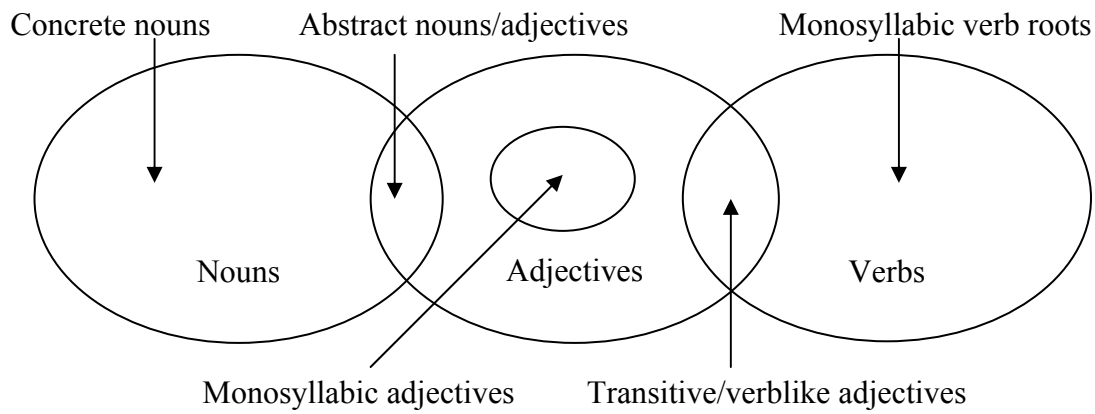 Concrete nouns
Abstract nouns/adjectives
Monosyllabic verb roots
Nouns
Adjectives
Verbs
Monosyllabic adjectives
Transitive/verblike adjectives